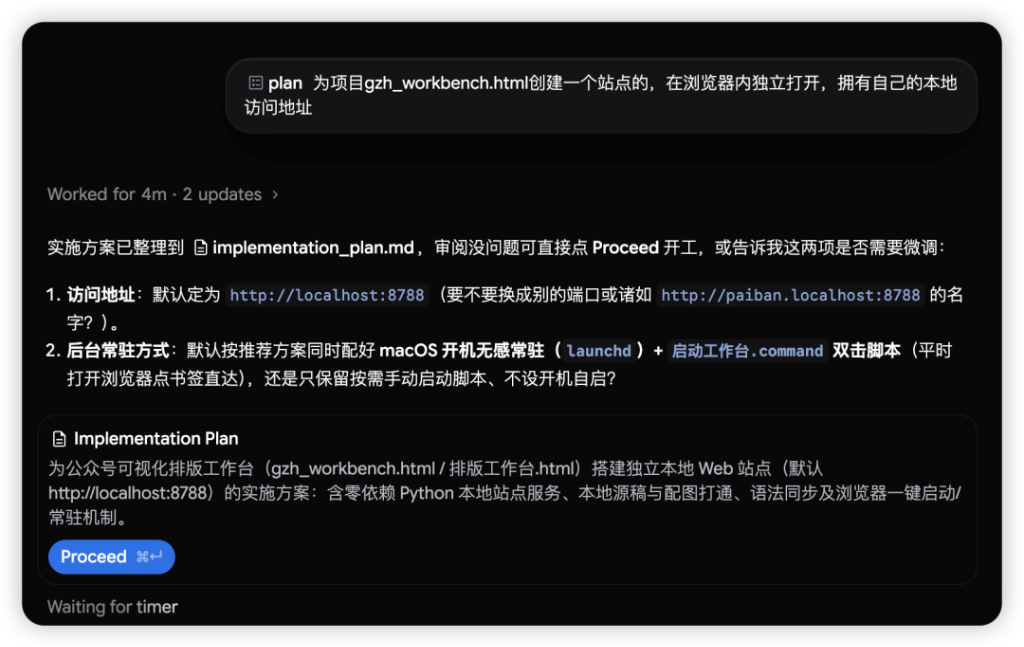 plan 为项目gzh_workbench.html创建一个站点的，在浏览器内独立打开，拥有自己的本地
访问地址
Worked for 4m · 2 updates >
实施方案已整理到 implementation_plan.md，审阅没问题可直接点 Proceed 开工，或告诉我这两项是否需要微调：
1. 访问地址：默认定为 http://localhost:8788 （要不要换成别的端口或诸如 http://paiban.localhost:8788 的名
字？）。
2. 后台常驻方式：默认按推荐方案同时配好 macOS 开机无感常驻（ launchd ）+ 启动工作台.command 双击脚本（平时
打开浏览器点书签直达），还是只保留按需手动启动脚本、不设开机自启？
Implementation Plan
为公众号可视化排版工作台（gzh_workbench.html / 排版工作台.html）搭建独立本地 Web 站点（默认
http://localhost:8788）的实施方案：含零依赖 Python 本地站点服务、本地源稿与配图打通、语法同步及浏览器一键启动/
常驻机制。
Proceed ⌘↵
Waiting for timer